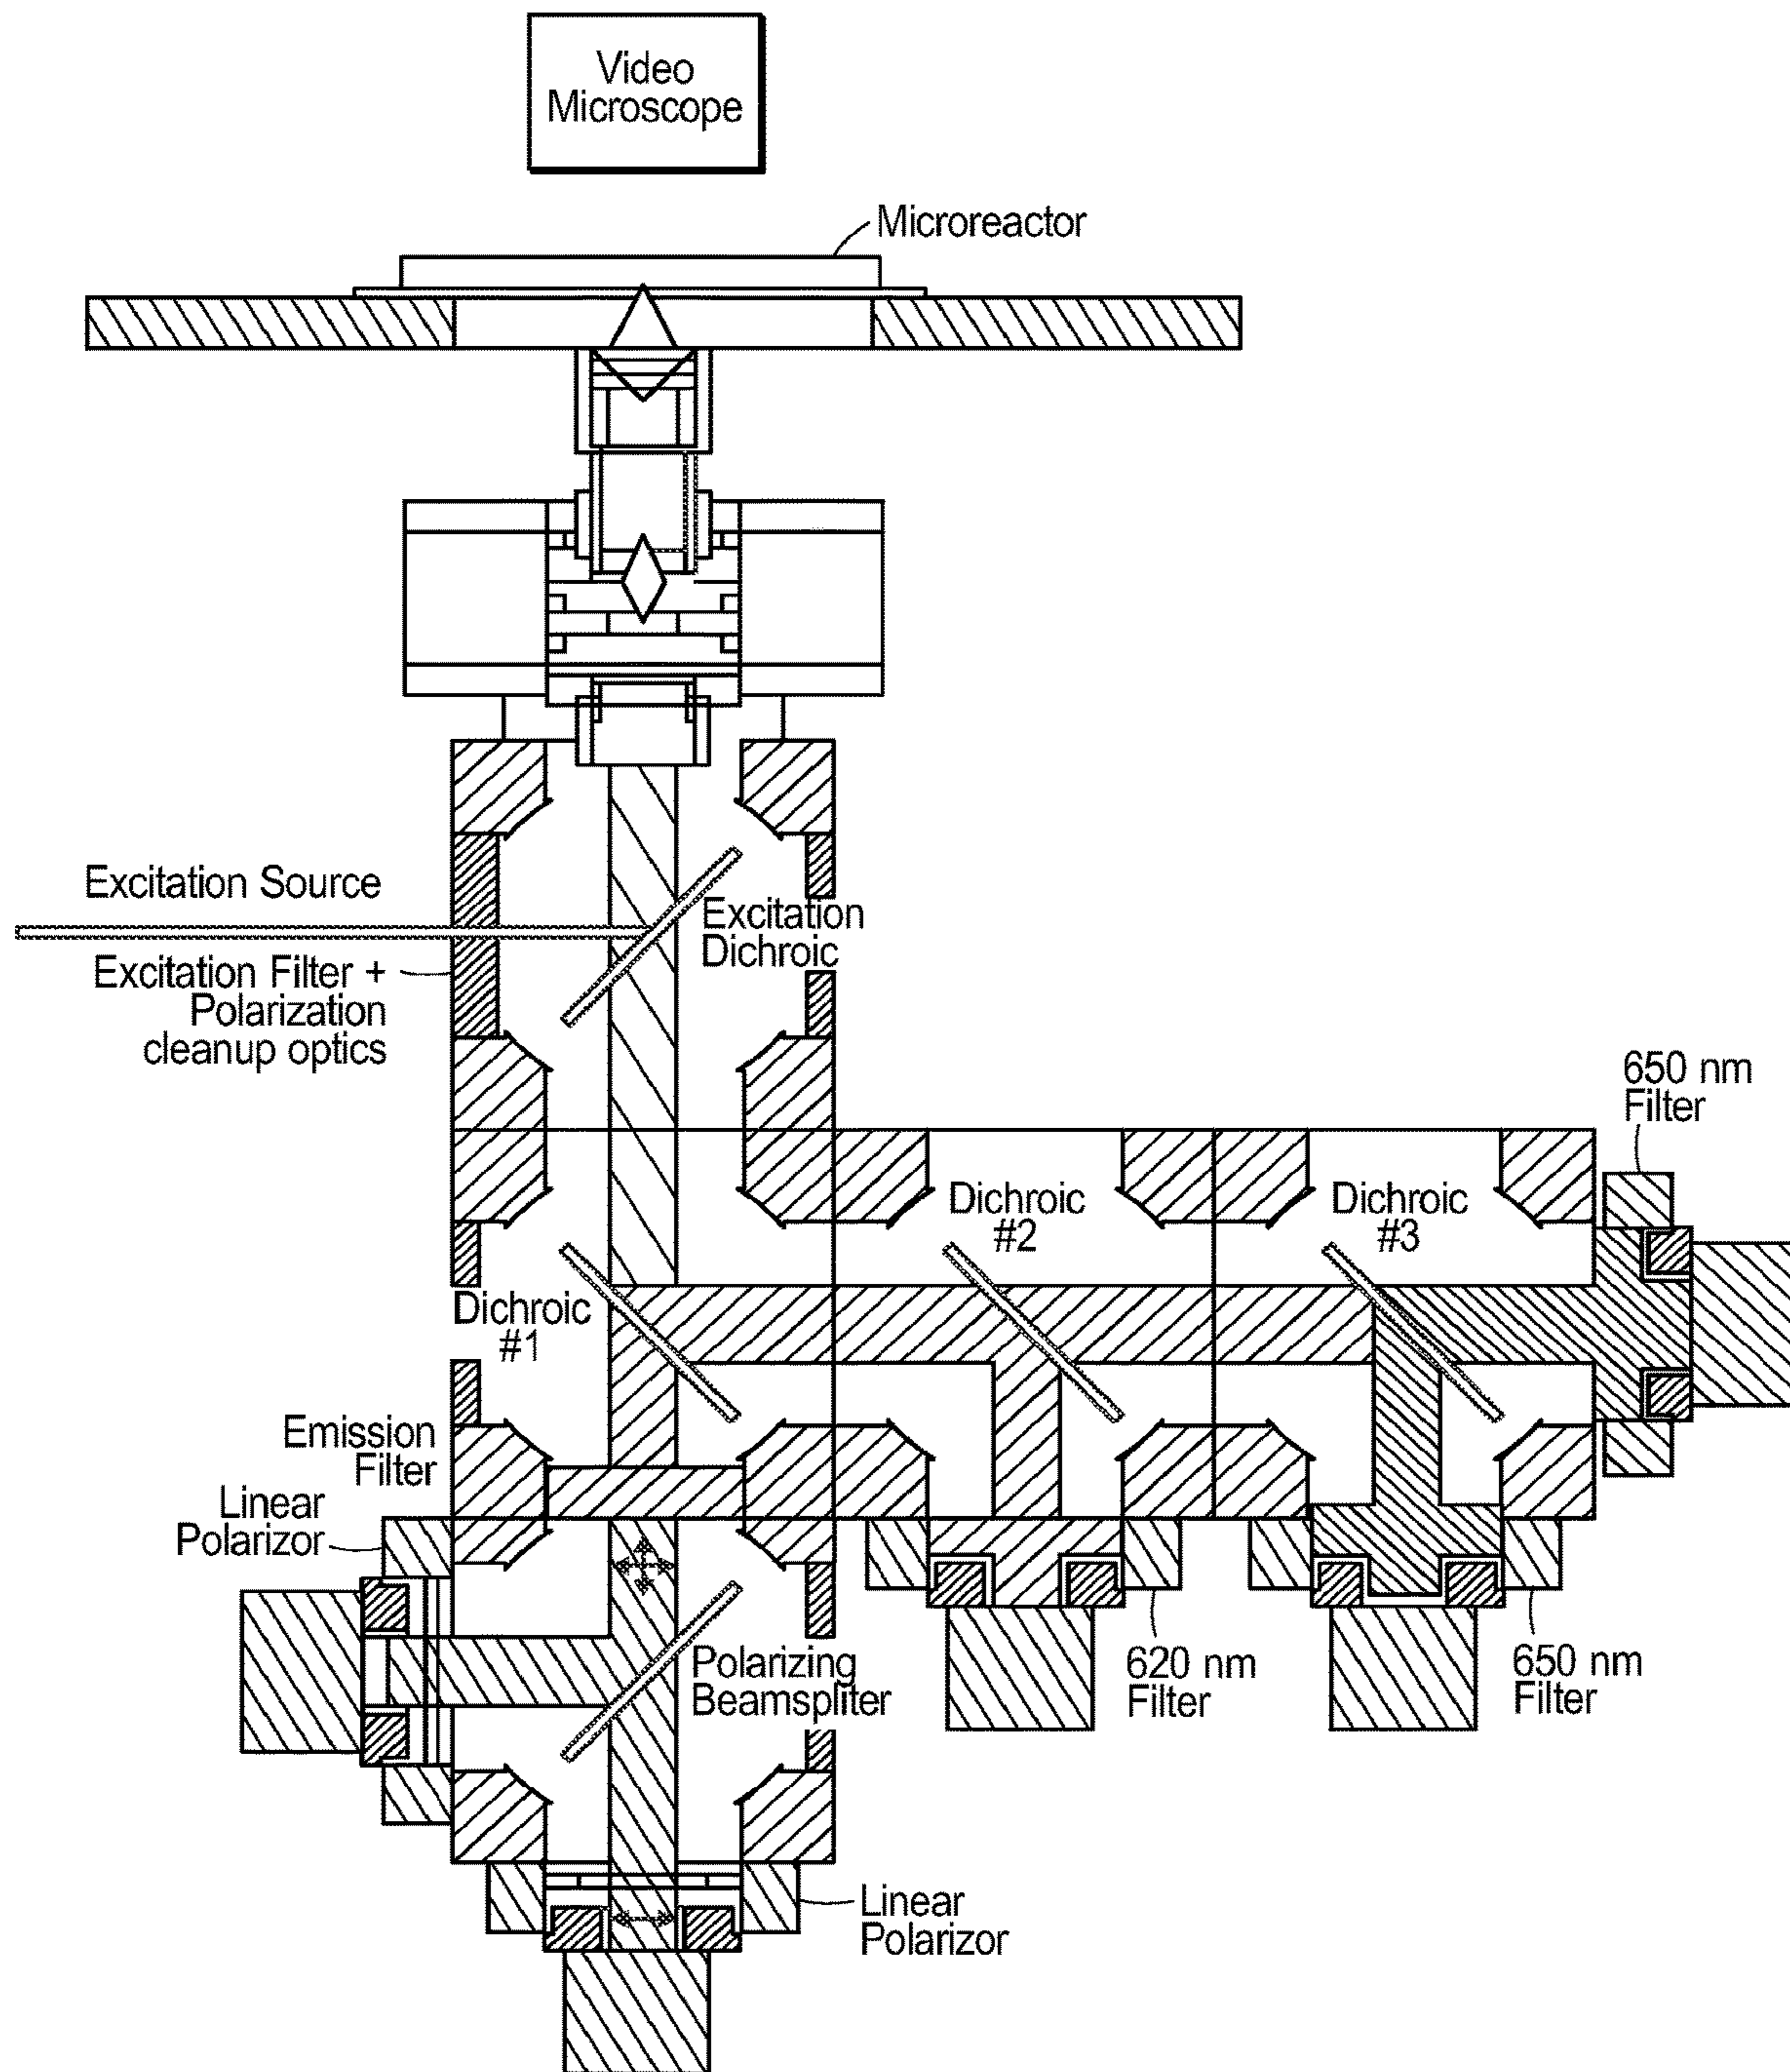 Video
Microscope
Microreactor
Excitation Source
Excitation
Dichroic
Excitation Filter +
Polarization
cleanup optics
650 nm
Filter
Dichroic
#2
Dichroic
#3
Dichroic
#1
Emission
Filter
Linear
Polarizor
Polarizing
Beamspliter
620 nm
Filter
650 nm
Filter
Linear
Polarizor